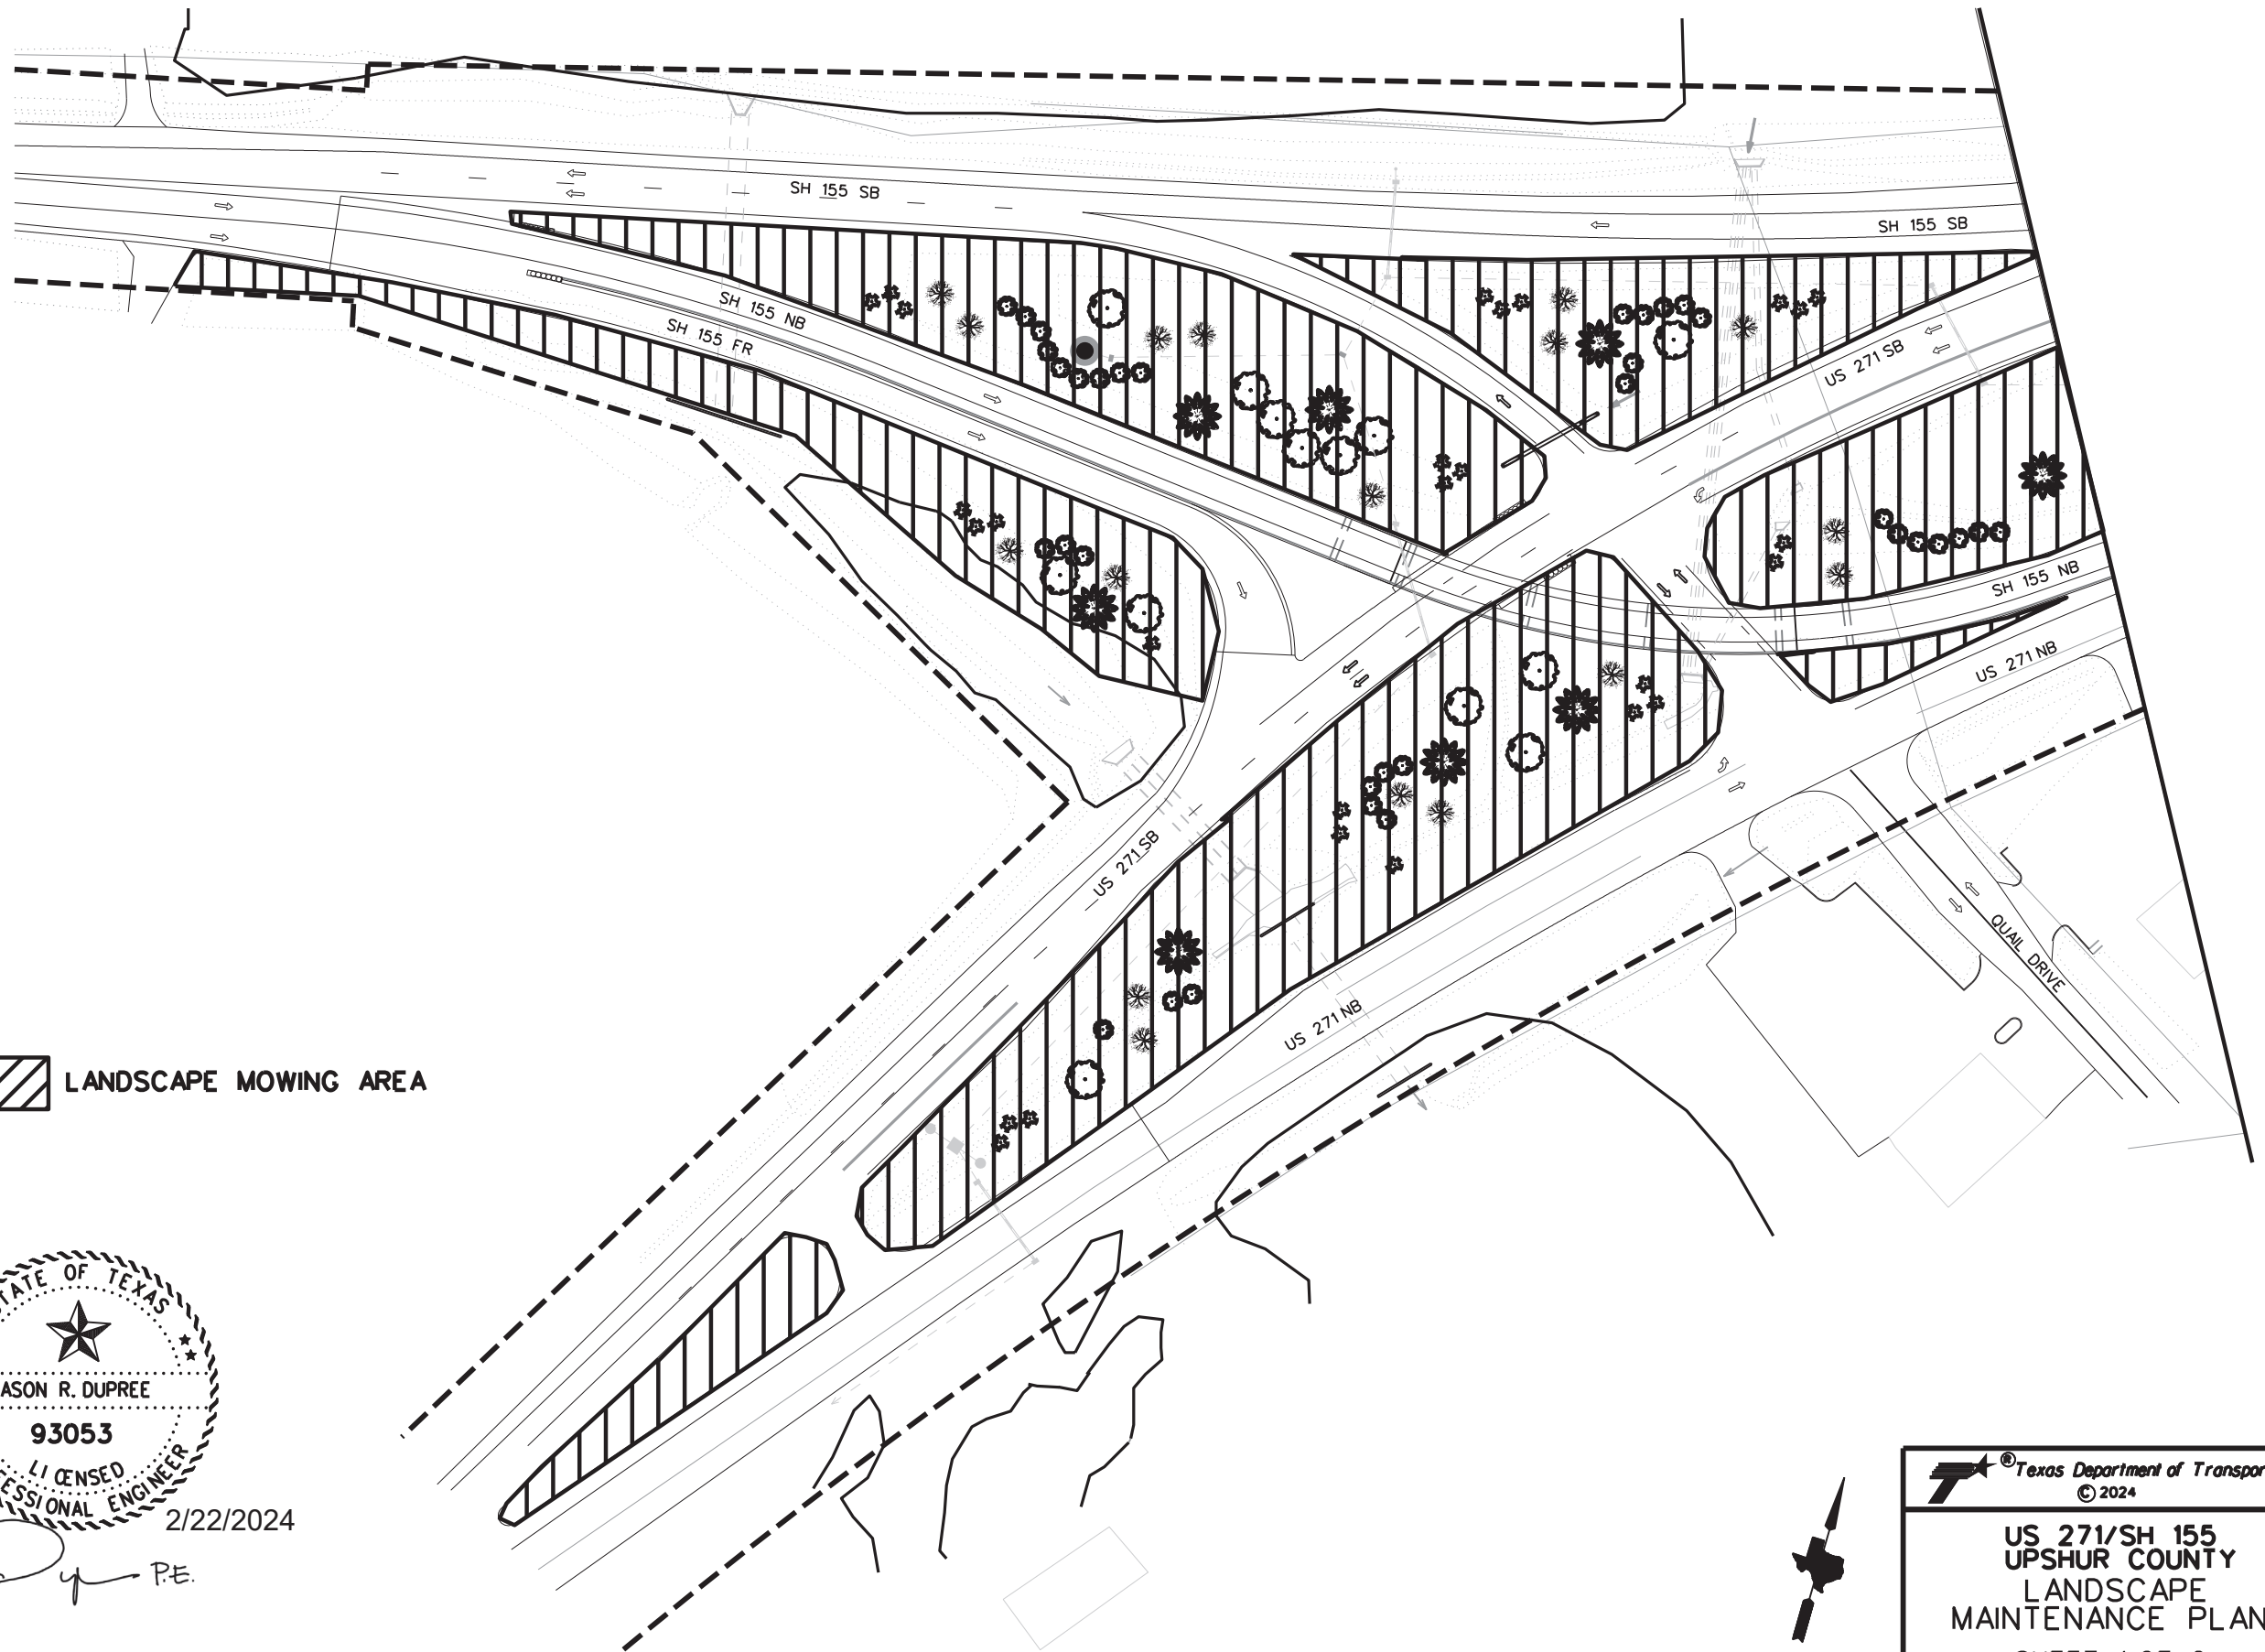 SH 155 SB
SH 155 SB
SH 155 NB
SH 155 FR
US 271 SB
SH 155 NB
US 271 NB
US 271 SB
QUAIL DRIVE
US 271 NB
LANDSCAPE MOWING AREA
STATE OF TEXAS
ASON R. DUPREE
93053
LICENSED
ESSIONAL ENGINEER
2/22/2024
P.E.
® Texas Department of Transpor
© 2024
US 271/SH 155
UPSHUR COUNTY
LANDSCAPE
MAINTENANCE PLAN